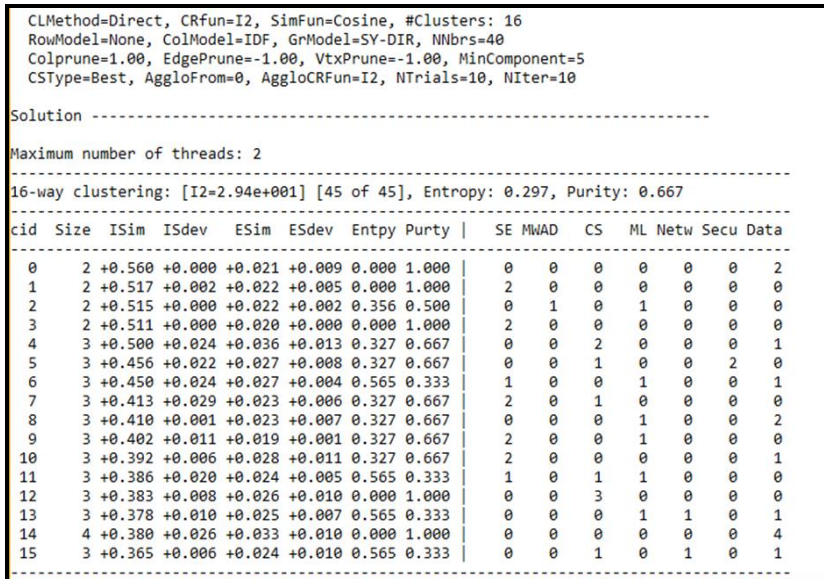 CLMethod=Direct, CRfun=I2, SimFun=Cosine, #Clusters: 16
RowModel=None, ColModel=IDF, GrModel=SY-DIR, NNbrs=40
Colprune=1.00, EdgePrune=-1.00, VtxPrune=-1.00, MinComponent=5
CSType=Best, AggloFrom=0, AggloCRFun=I2, NTrials=10, NIter=10
Solution ---------------------------------------------------------------------
Maximum number of threads: 2
---------------------------------------------------------------------------------------
16-way clustering: [I2=2.94e+001] [45 of 45], Entropy: 0.297, Purity: 0.667
---------------------------------------------------------------------------------------
cid Size ISim ISdev ESim ESdev Entpy Purty | SE MWAD CS ML Netw Secu Data
---------------------------------------------------------------------------------------
0 2 +0.560 +0.000 +0.021 +0.009 0.000 1.000 | 0 0 0 0 0 0 2
1 2 +0.517 +0.002 +0.022 +0.005 0.000 1.000 | 2 0 0 0 0 0 0
2 2 +0.515 +0.000 +0.022 +0.002 0.356 0.500 | 0 1 0 1 0 0 0
3 2 +0.511 +0.000 +0.020 +0.000 0.000 1.000 | 2 0 0 0 0 0 0
4 3 +0.500 +0.024 +0.036 +0.013 0.327 0.667 | 0 0 2 0 0 0 1
5 3 +0.456 +0.022 +0.027 +0.008 0.327 0.667 | 0 0 1 0 0 2 0
6 3 +0.450 +0.024 +0.027 +0.004 0.565 0.333 | 1 0 0 1 0 0 1
7 3 +0.413 +0.029 +0.023 +0.006 0.327 0.667 | 2 0 1 0 0 0 0
8 3 +0.410 +0.001 +0.023 +0.007 0.327 0.667 | 0 0 0 1 0 0 2
9 3 +0.402 +0.011 +0.019 +0.001 0.327 0.667 | 2 0 0 1 0 0 0
10 3 +0.392 +0.006 +0.028 +0.011 0.327 0.667 | 2 0 0 0 0 0 1
11 3 +0.386 +0.020 +0.024 +0.005 0.565 0.333 | 1 0 1 1 0 0 0
12 3 +0.383 +0.008 +0.026 +0.010 0.000 1.000 | 0 0 3 0 0 0 0
13 3 +0.378 +0.010 +0.025 +0.007 0.565 0.333 | 0 0 0 1 1 0 1
14 4 +0.380 +0.026 +0.033 +0.010 0.000 1.000 | 0 0 0 0 0 0 4
15 3 +0.365 +0.006 +0.024 +0.010 0.565 0.333 | 0 0 1 0 1 0 1
---------------------------------------------------------------------------------------